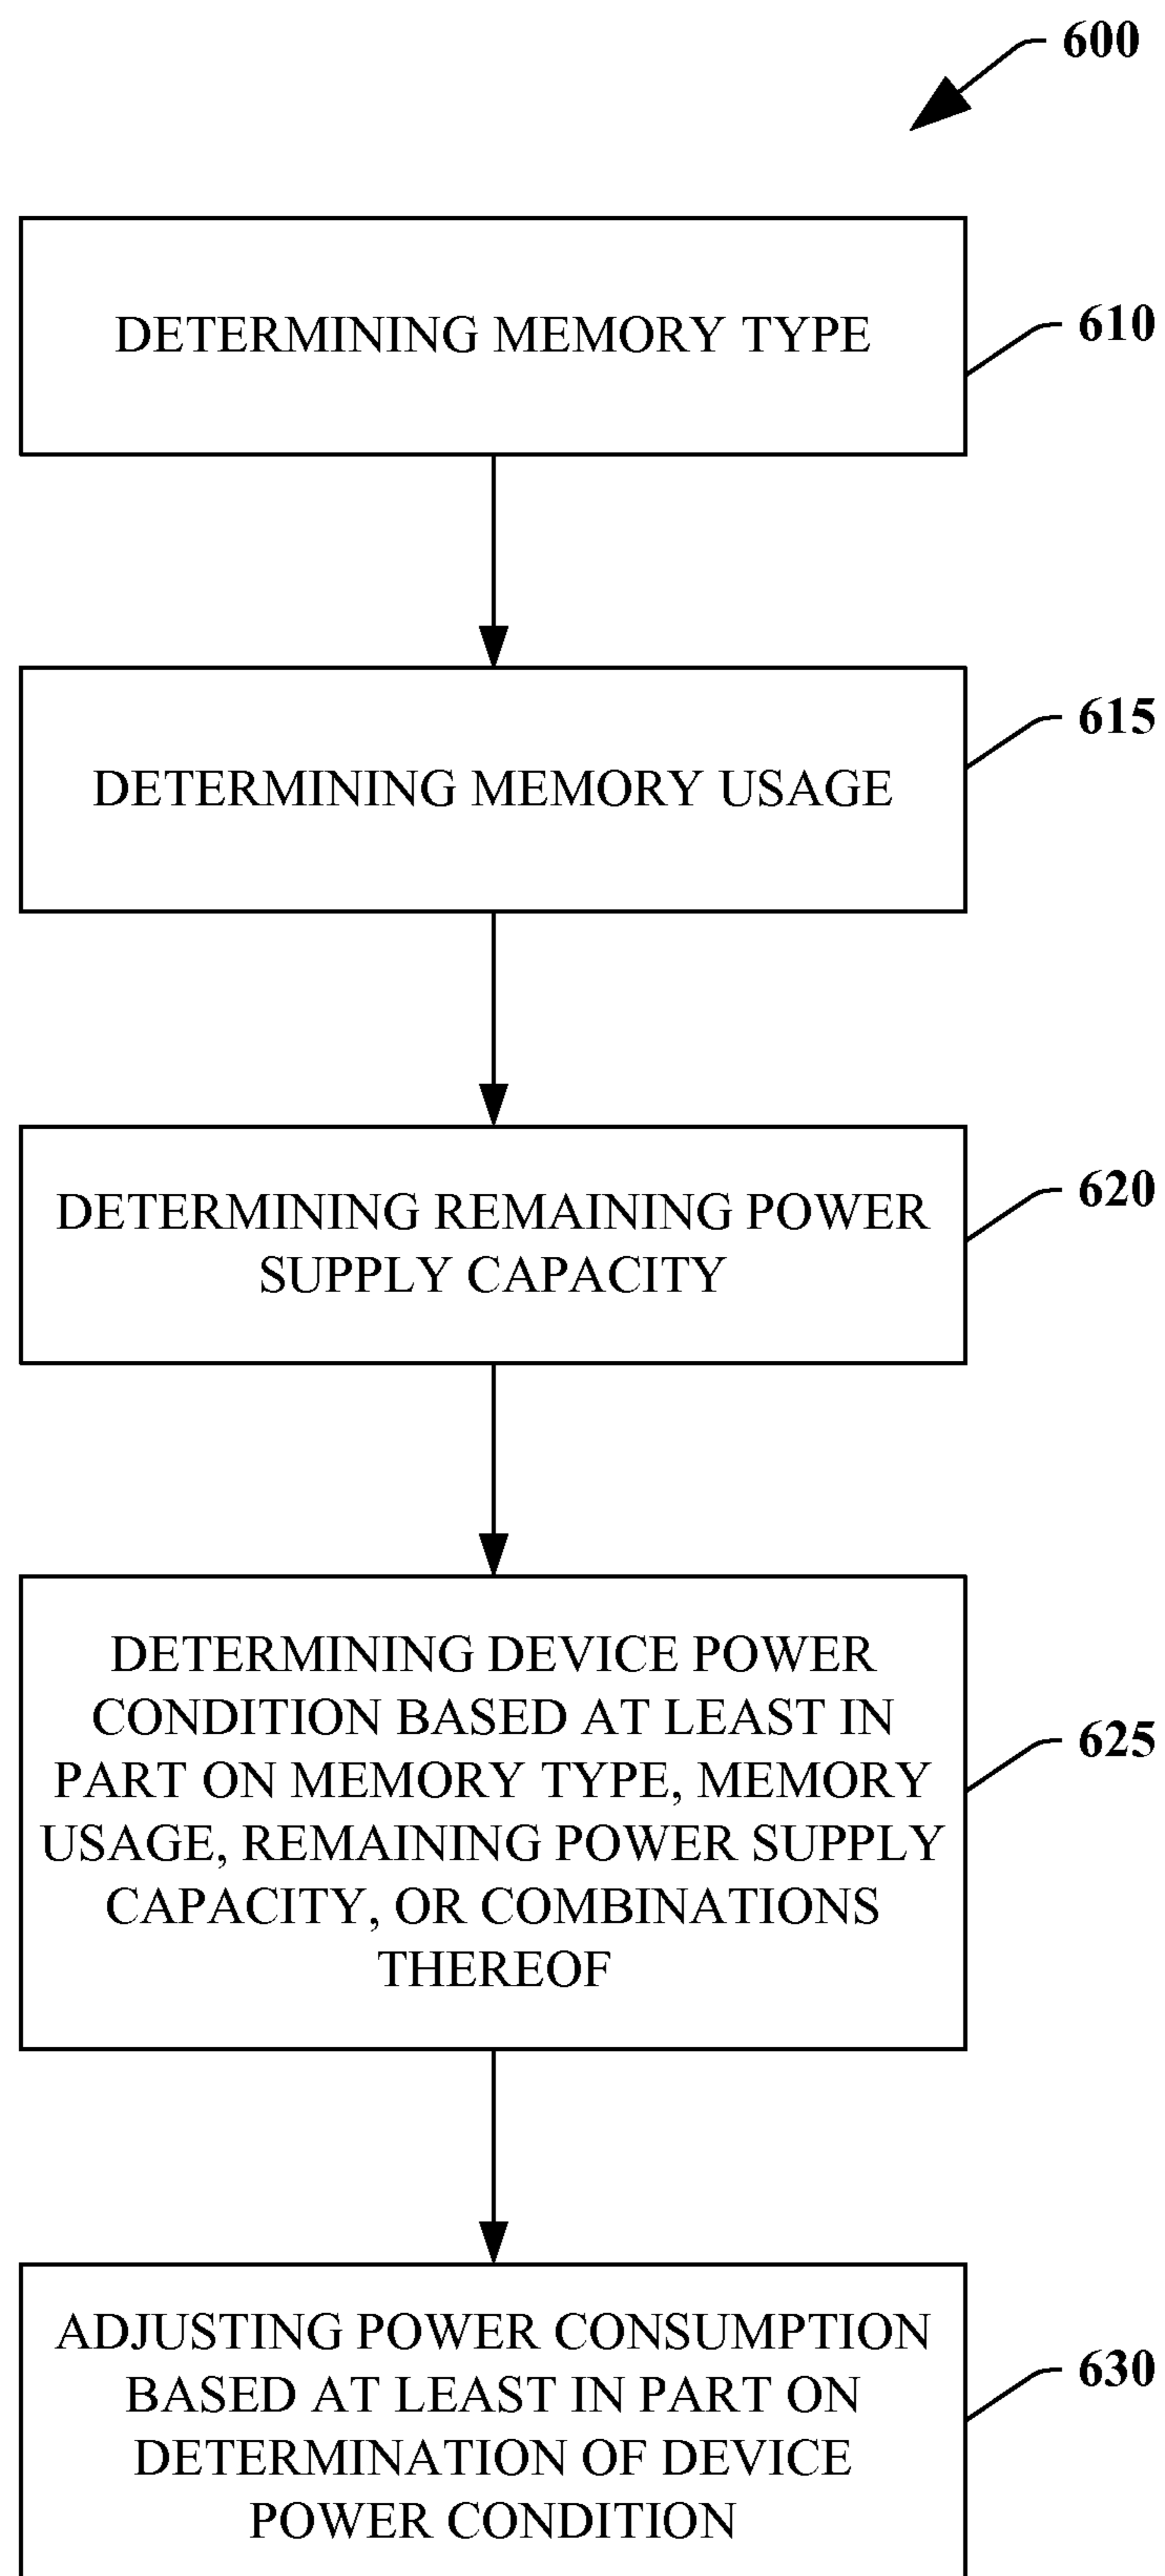 600
DETERMINING MEMORY TYPE
610
DETERMINING MEMORY USAGE
615
DETERMINING REMAINING POWER
SUPPLY CAPACITY
620
DETERMINING DEVICE POWER
CONDITION BASED AT LEAST IN
PART ON MEMORY TYPE, MEMORY
USAGE, REMAINING POWER SUPPLY
CAPACITY, OR COMBINATIONS
THEREOF
625
ADJUSTING POWER CONSUMPTION
BASED AT LEAST IN PART ON
DETERMINATION OF DEVICE
POWER CONDITION
630